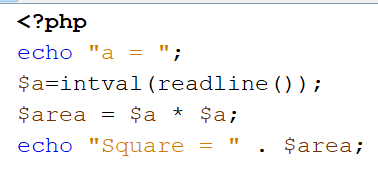 <?php
echo "a = ";
$a=intval(readline());
$area = $a * $a;
echo "Square = " . $area;